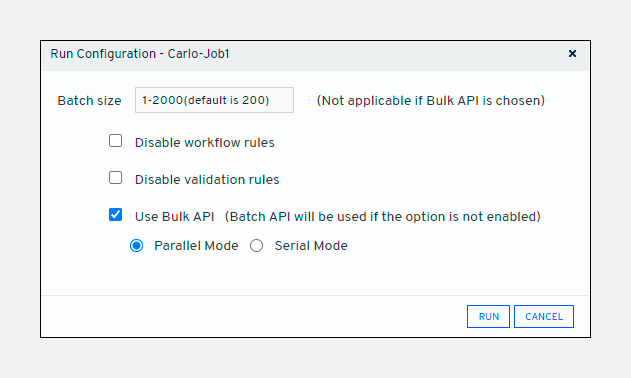 Run Configuration - Carlo-Job1 ×
Batch size 1-2000(default is 200) (Not applicable if Bulk API is chosen)
Disable workflow rules
Disable validation rules
Use Bulk API (Batch API will be used if the option is not enabled)
Parallel Mode Serial Mode
RUN CANCEL